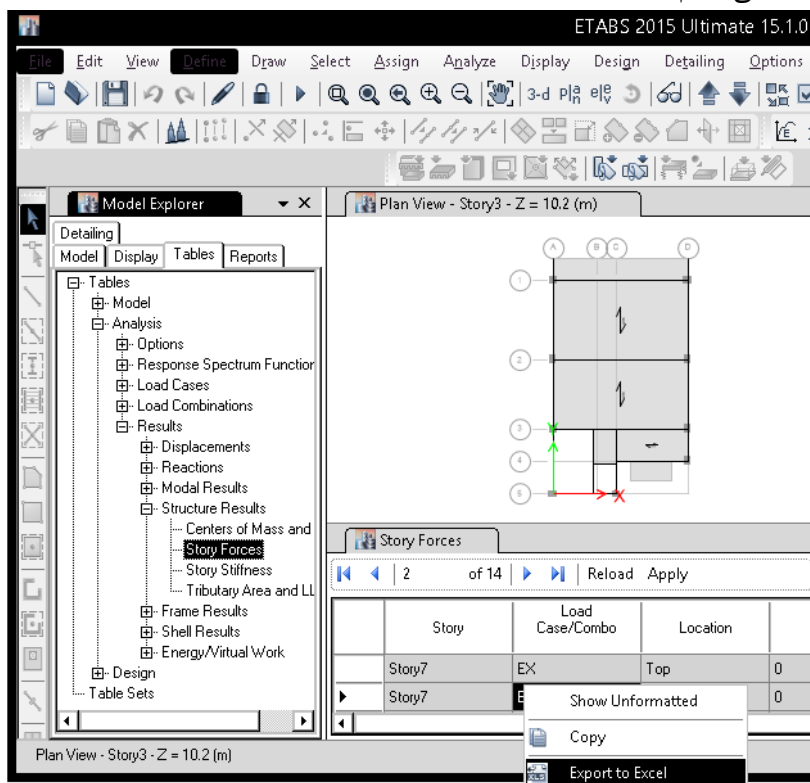 ETABS 2015 Ultimate 15.1.0
File Edit View Define Draw Select Assign Analyze Display Design Detailing Options
3-d
Model Explorer
Plan View - Story3 - Z = 10.2 (m)
Detailing
Model Display Tables Reports
Tables
Model
Analysis
Options
Response Spectrum Function
Load Cases
Load Combinations
Results
Displacements
Reactions
Modal Results
Structure Results
Centers of Mass and
Story Forces
Story Stiffness
Tributary Area and LL
Frame Results
Shell Results
Energy/Virtual Work
Design
Table Sets
A B C D
1
2
3
4
5
X
Story Forces
2 of 14 Reload Apply
Story Load Case/Combo Location
Story7 EX Top 0
Story7 0
Show Unformatted
Copy
Export to Excel
Plan View - Story3 - Z = 10.2 (m)